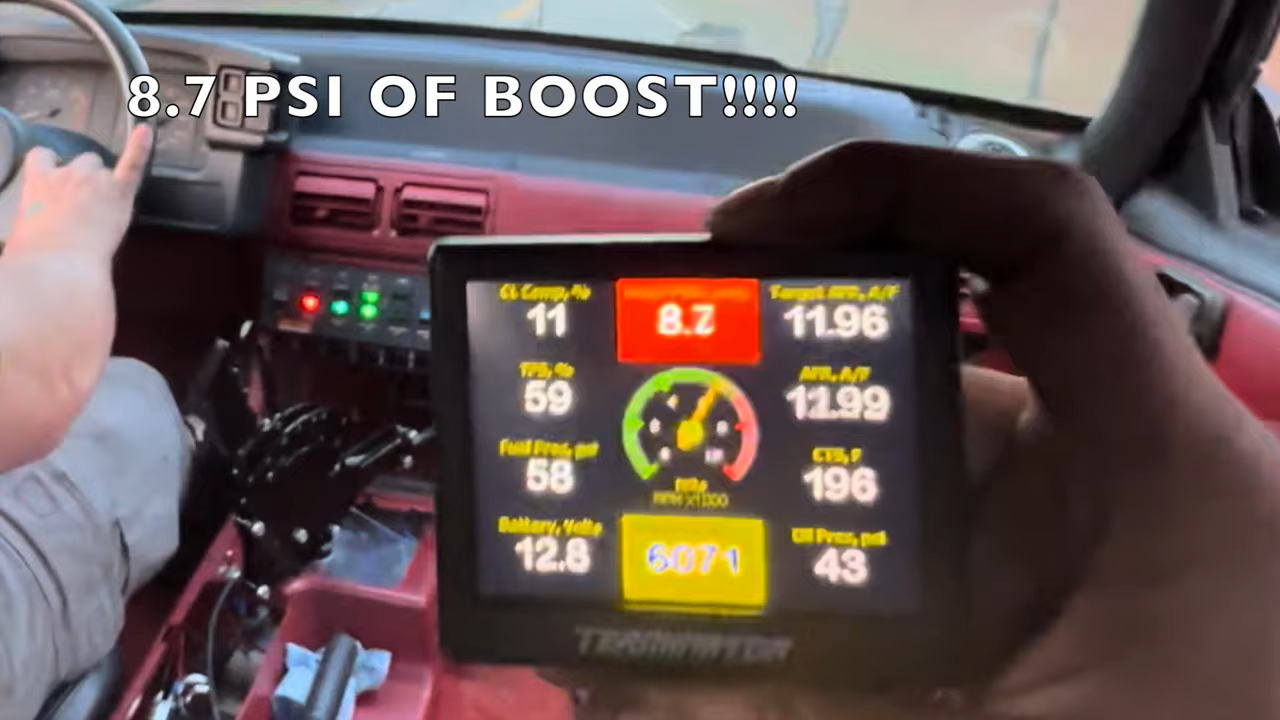 8.7 PSI OF BOOST!!!!
CL Comp, %
11
8.7
Target AFR, A/F
11.96
TPS, %
59
AFR, A/F
11.99
Fuel Pres, psi
58
CTS, F
196
RPM X1000
Battery, Volts
12.8
6071
Oil Pres, psi
43
TERMINATOR